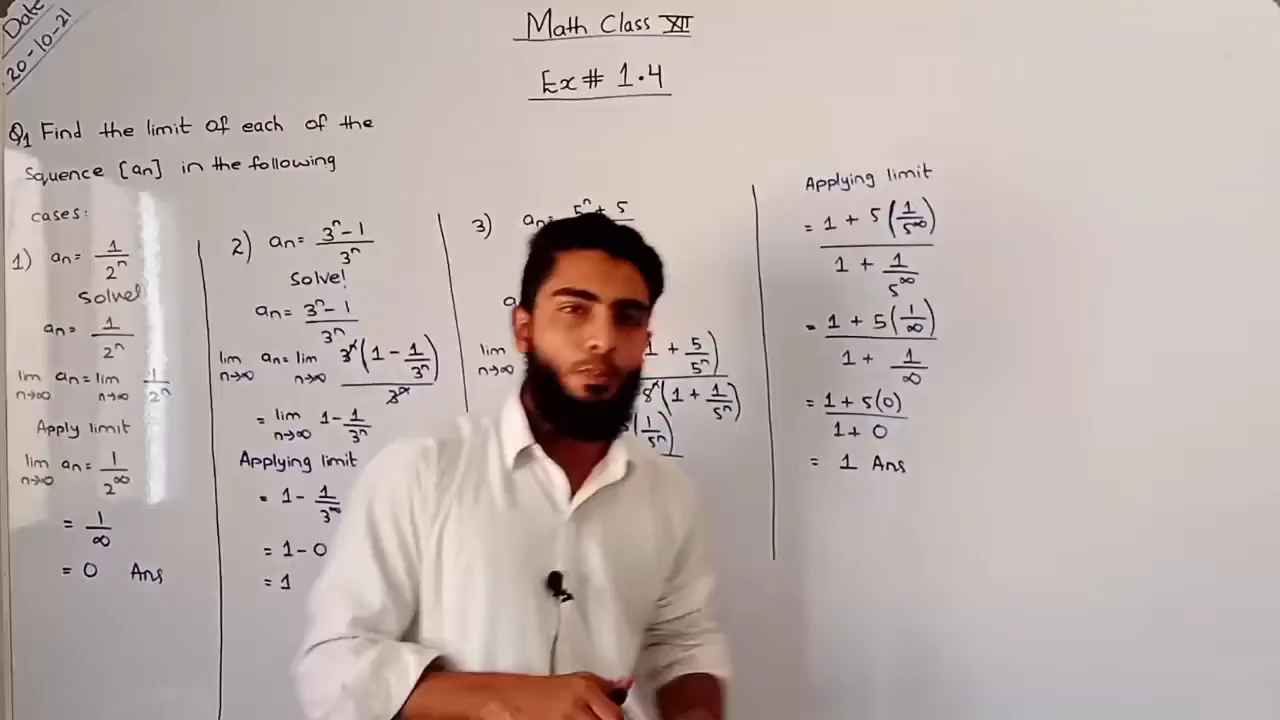 Date
20-10-21
Math Class XII
Ex# 1.4
Q1 Find the limit of each of the
Squence [an] in the following
cases:
1) an= 1/2ⁿ
Solve!
an= 1/2ⁿ
lim n→∞ an= lim n→∞ 1/2ⁿ
Apply limit
lim n→∞ an= 1/2^∞
= 1/∞
= 0 Ans
2) an= 3ⁿ-1/3ⁿ
Solve!
an= 3ⁿ-1/3ⁿ
lim n→∞ an= lim n→∞ 3ⁿ(1 - 1/3ⁿ)/3ⁿ
= lim n→∞ 1 - 1/3ⁿ
Applying limit
= 1 - 1/3^∞
= 1 - 0
= 1
3) an= 5ⁿ + 5
a
lim n→∞
1 + 5/5ⁿ)
5ⁿ(1 + 1/5ⁿ)
(1/5ⁿ)
1
Applying limit
= 1 + 5(1/5^∞)/1 + 1/5^∞
= 1 + 5(1/∞)/1 + 1/∞
= 1 + 5(0)/1 + 0
= 1 Ans